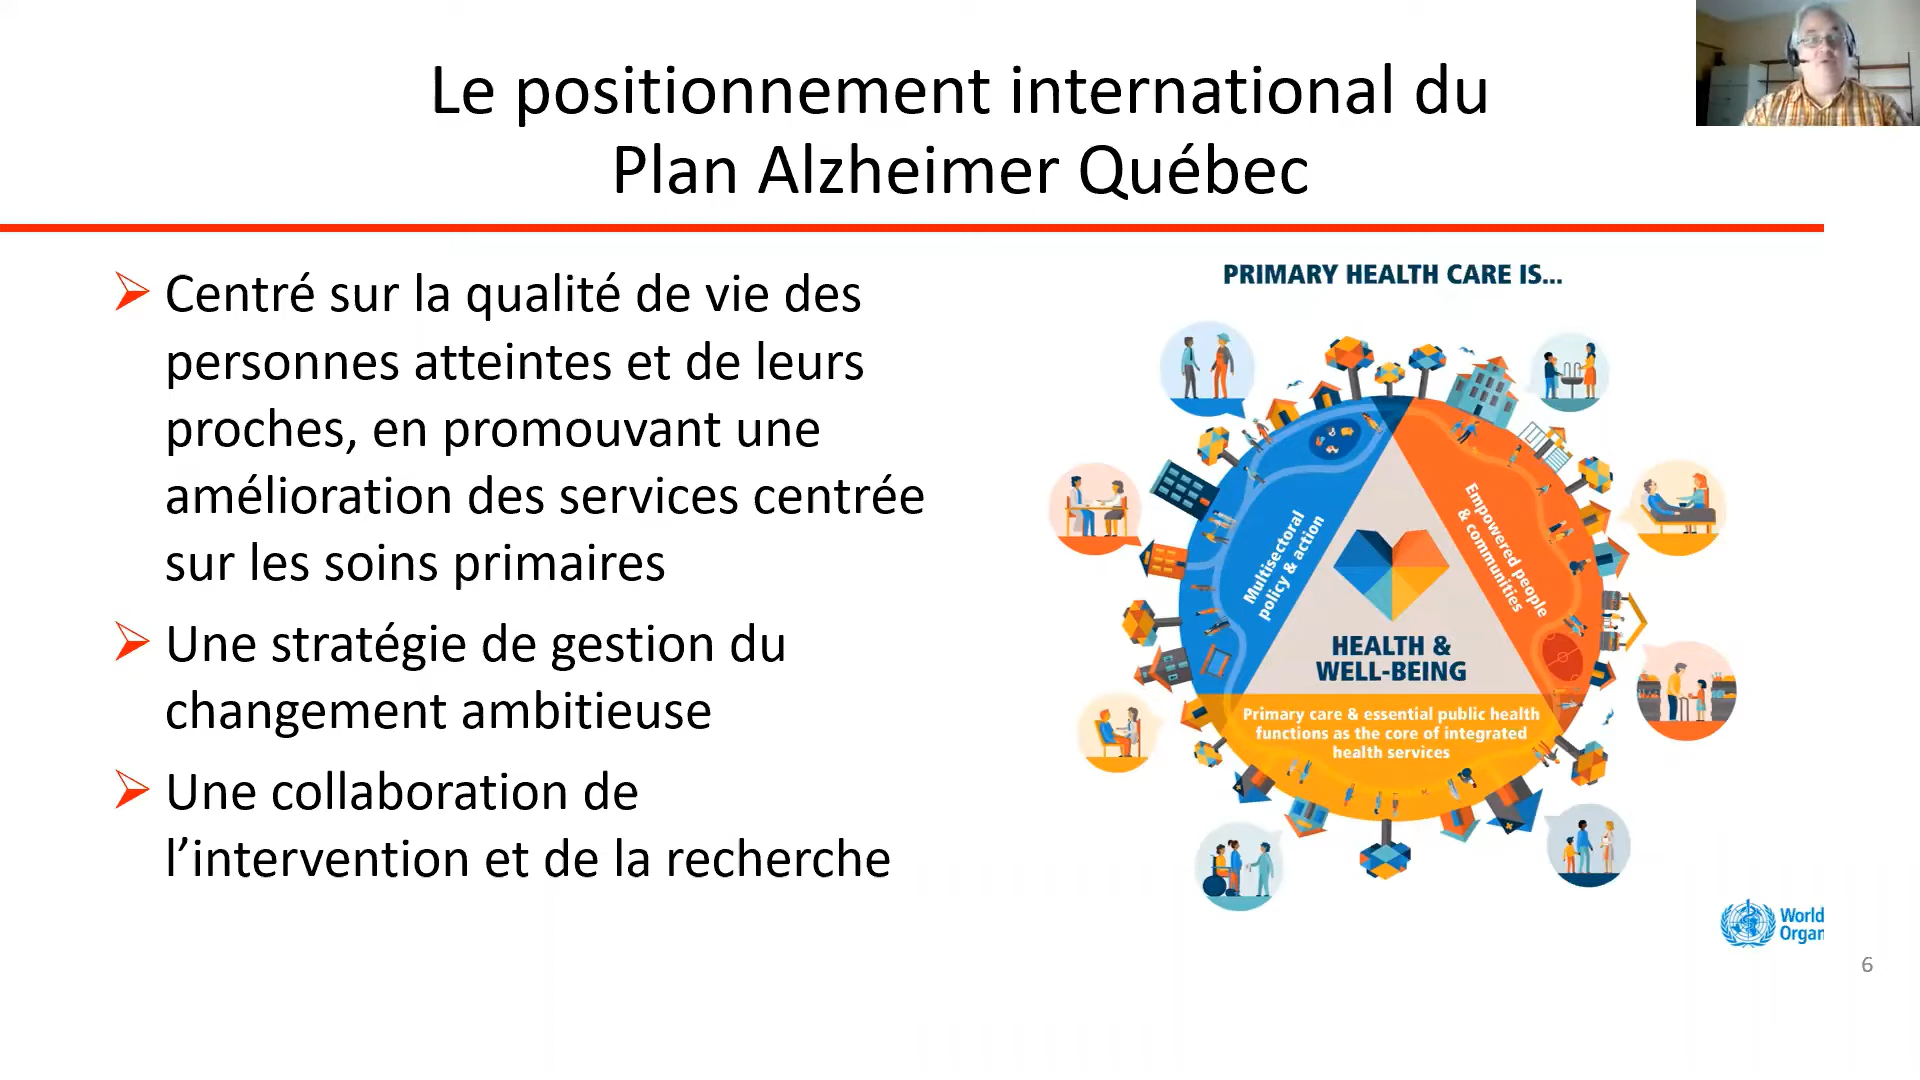 Le positionnement international du
Plan Alzheimer Québec
Centré sur la qualité de vie des
personnes atteintes et de leurs
proches, en promouvant une
amélioration des services centrée
sur les soins primaires
Une stratégie de gestion du
changement ambitieuse
Une collaboration de
l’intervention et de la recherche
PRIMARY HEALTH CARE IS...
Multisectoral
policy & action
Empowered people
& communities
HEALTH &
WELL-BEING
Primary care & essential public health
functions as the core of integrated
health services
World
Organ
6